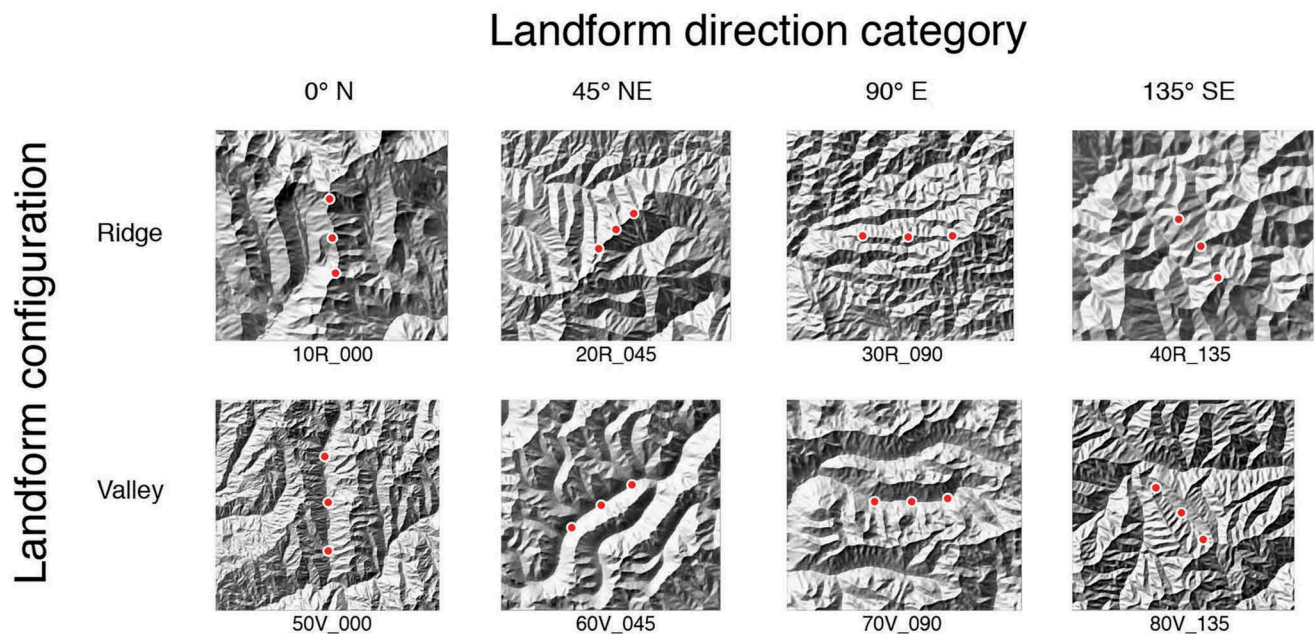 Landform direction category
0° N
45° NE
90° E
135° SE
Landform configuration
Ridge
10R_000
20R_045
30R_090
40R_135
Valley
50V_000
60V_045
70V_090
80V_135